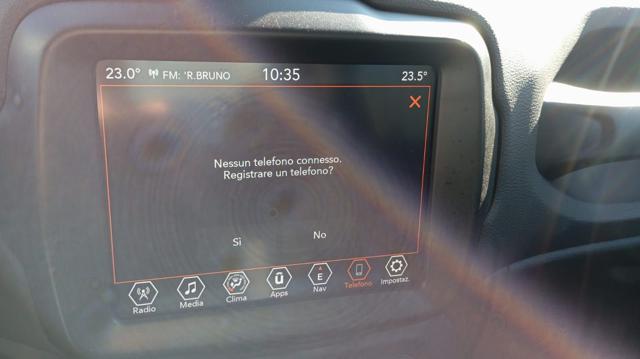 23.0° FM: 'R.BRUNO 10:35 23.5°
Nessun telefono connesso.
Registrare un telefono?
Sì No
E
Radio Media Clima Apps Nav Telefono Impostaz.